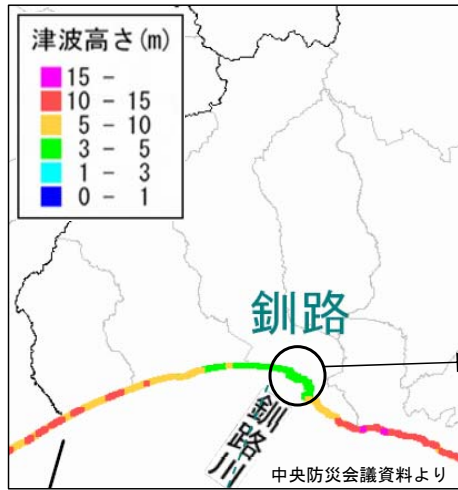 津波高さ(m)
15 -
10 - 15
5 - 10
3 - 5
1 - 3
0 - 1
釧路
釧路川
中央防災会議資料より